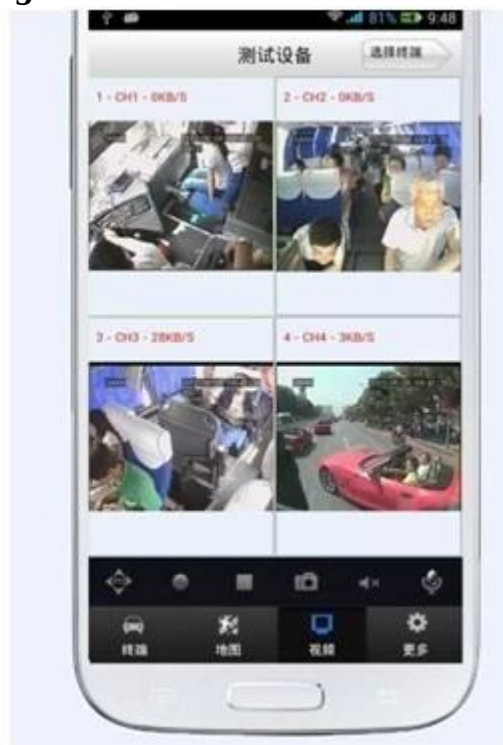 81% 9:48
测试设备
选择终端
1 - CH1 - 0KB/S
2 - CH2 - 0KB/S
3 - CH3 - 28KB/S
4 - CH4 - 3KB/S
终端
地图
视频
更多